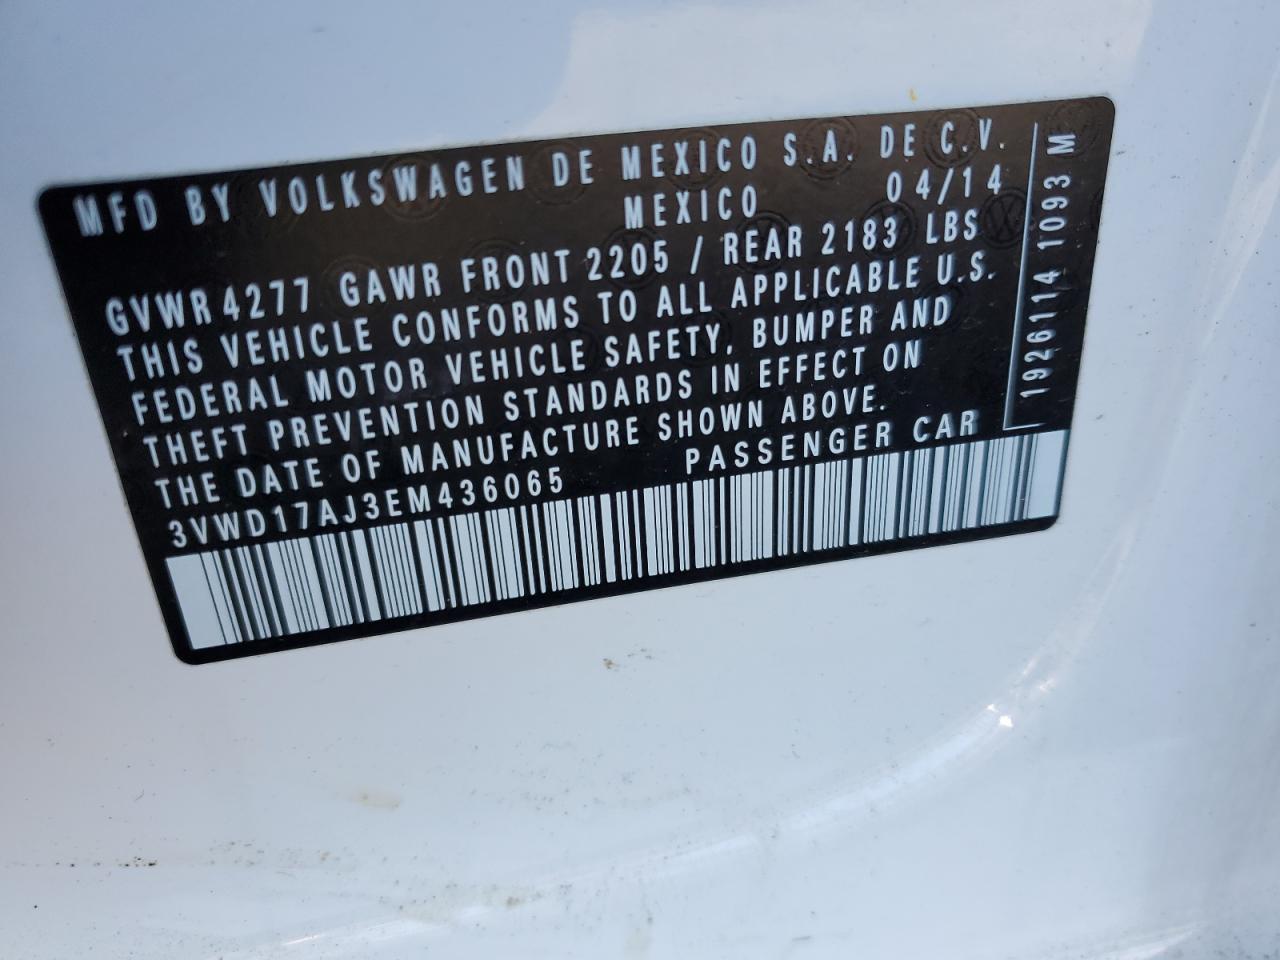 MFD BY VOLKSWAGEN DE MEXICO S.A. DE C.V.
MEXICO 04/14
GVWR 4277 GAWR FRONT 2205 / REAR 2183 LBS
THIS VEHICLE CONFORMS TO ALL APPLICABLE U.S.
FEDERAL MOTOR VEHICLE SAFETY, BUMPER AND
THEFT PREVENTION STANDARDS IN EFFECT ON
THE DATE OF MANUFACTURE SHOWN ABOVE.
3VWD17AJ3EM436065 PASSENGER CAR
1926114 1093 M